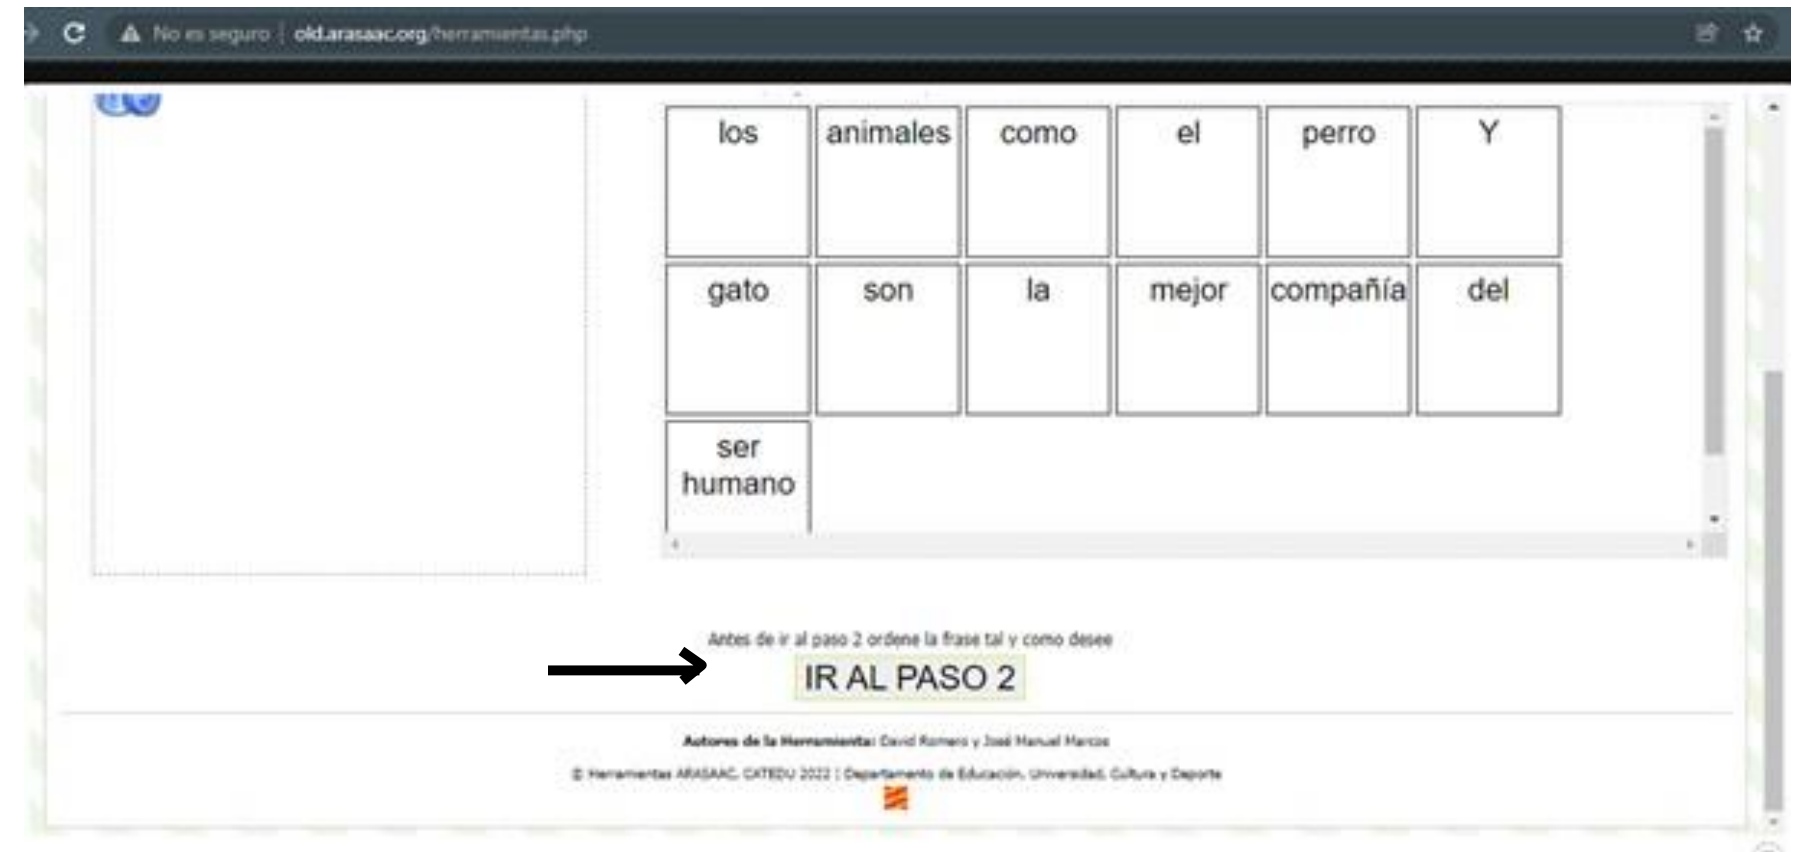 No es seguro | old.arasaac.org/herramientas.php
los animales como el perro Y
gato son la mejor compañía del
ser
humano
Antes de ir al paso 2 ordene la frase tal y como desee
IR AL PASO 2
Autores de la Herramienta: David Romero y José Manuel Marcos
© Herramientas ARASAAC, CATEDU 2022 | Departamento de Educación, Universidad, Cultura y Deporte